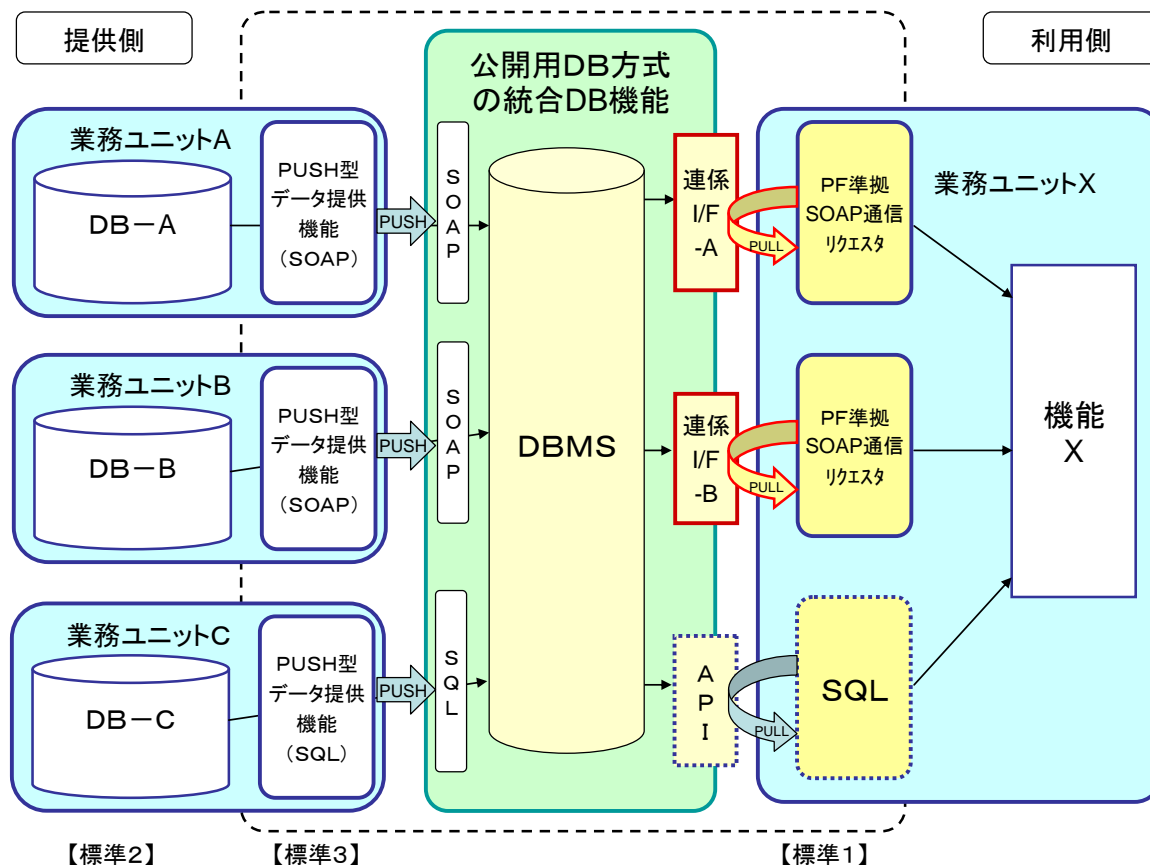 提供側
利用側
公開用DB方式
の統合DB機能
業務ユニットA
DB-A
PUSH型
データ提供
機能
(SOAP)
PUSH
SOAP
連係
I/F
-A
PULL
PF準拠
SOAP通信
リクエスタ
業務ユニットX
業務ユニットB
DB-B
PUSH型
データ提供
機能
(SOAP)
PUSH
SOAP
DBMS
連係
I/F
-B
PULL
PF準拠
SOAP通信
リクエスタ
機能
X
業務ユニットC
DB-C
PUSH型
データ提供
機能
(SQL)
PUSH
SQL
API
PULL
SQL
【標準2】
【標準3】
【標準1】